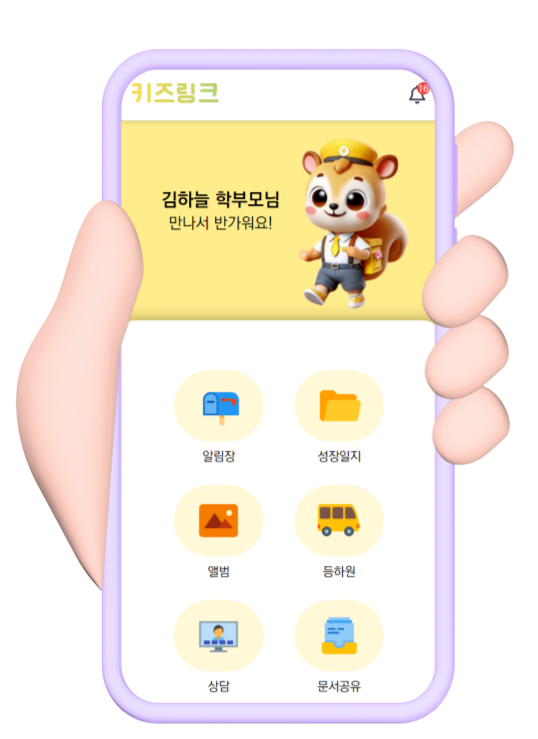 키즈링크
16
김하늘 학부모님
만나서 반가워요!
알림장
성장일지
앨범
등하원
상담
문서공유